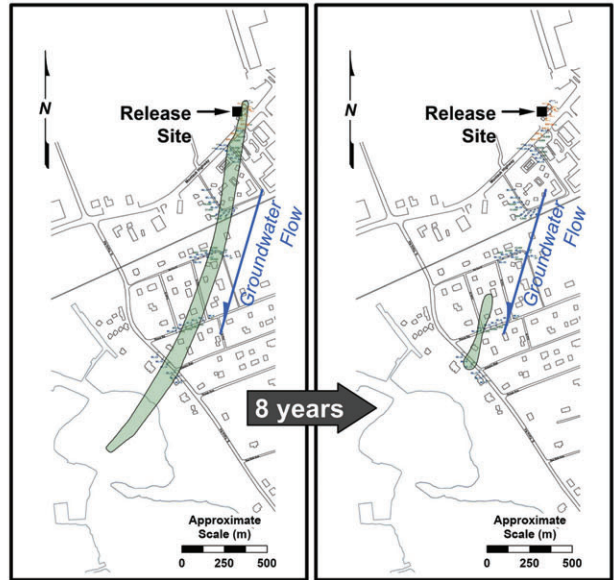 N
Release
Site
Groundwater
Flow
Approximate
Scale (m)
0 250 500
8 years
N
Release
Site
Groundwater
Flow
Approximate
Scale (m)
0 250 500